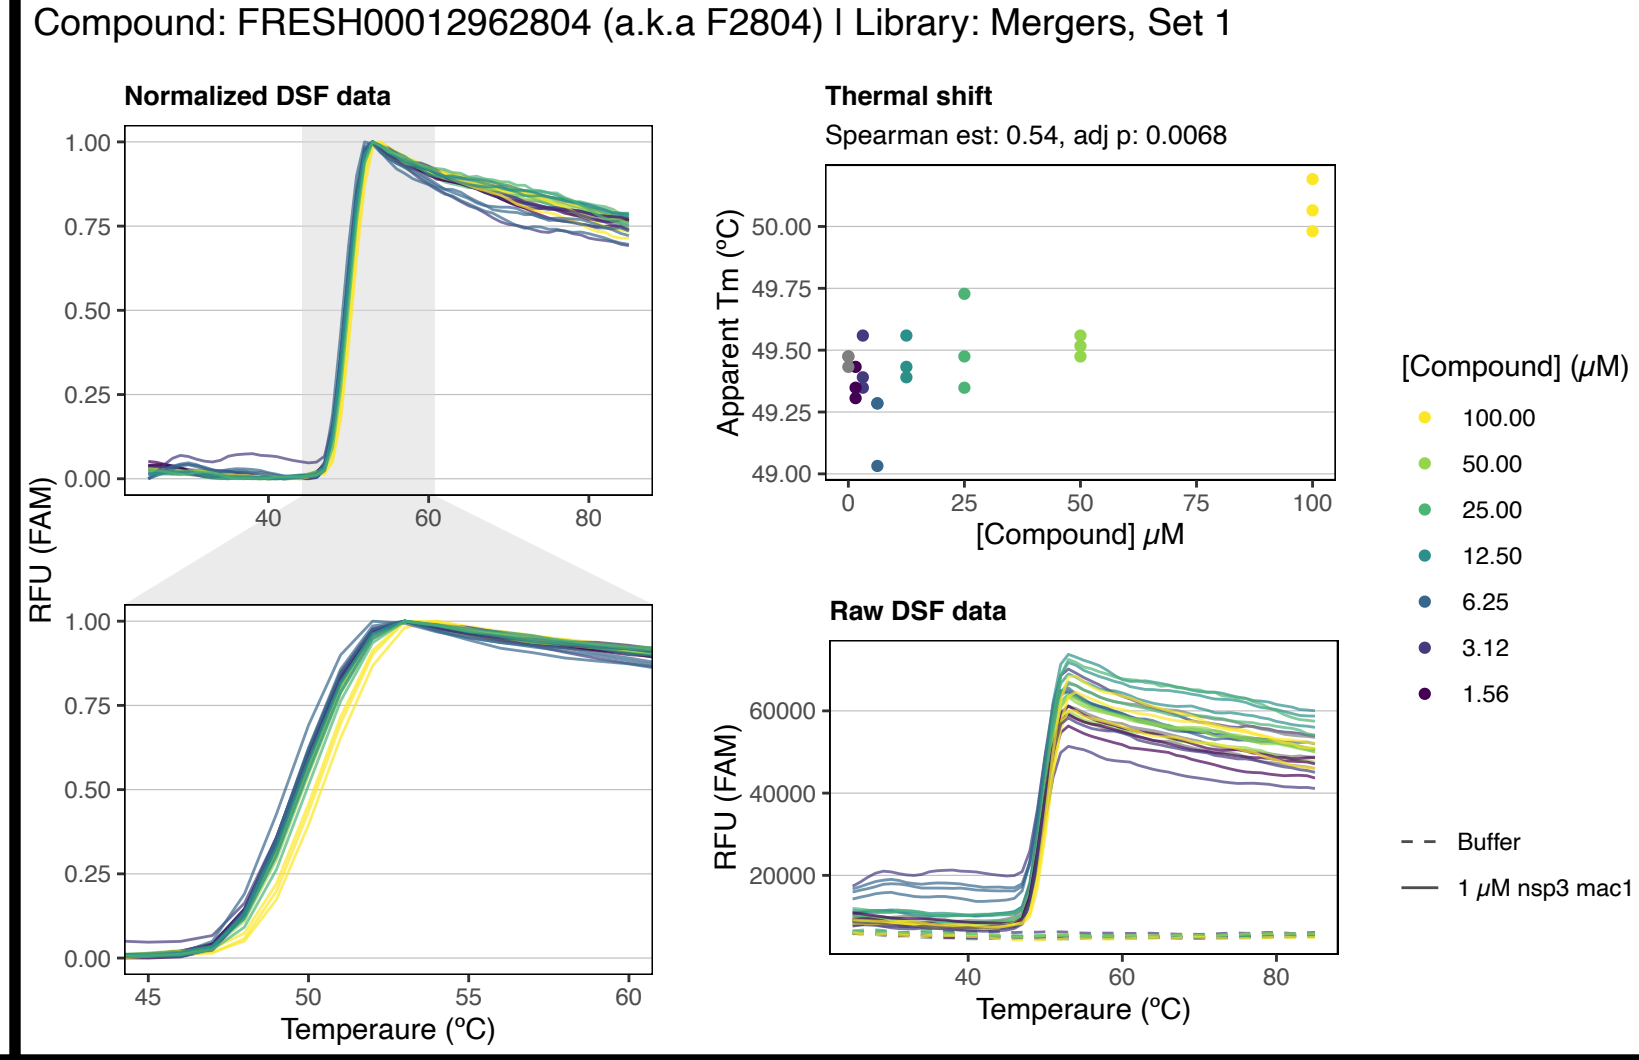 Compound: FRESH00012962804 (a.k.a F2804) | Library: Mergers, Set 1
Normalized DSF data
1.00
0.75
0.50
0.25
0.00
40
60
80
RFU (FAM)
1.00
0.75
0.50
0.25
0.00
45
50
55
60
Temperaure (ºC)
Thermal shift
Spearman est: 0.54, adj p: 0.0068
Apparent Tm (ºC)
50.00
49.75
49.50
49.25
49.00
0
25
50
75
100
[Compound] µM
Raw DSF data
RFU (FAM)
60000
40000
20000
40
60
80
Temperaure (ºC)
[Compound] (µM)
100.00
50.00
25.00
12.50
6.25
3.12
1.56
Buffer
1 µM nsp3 mac1